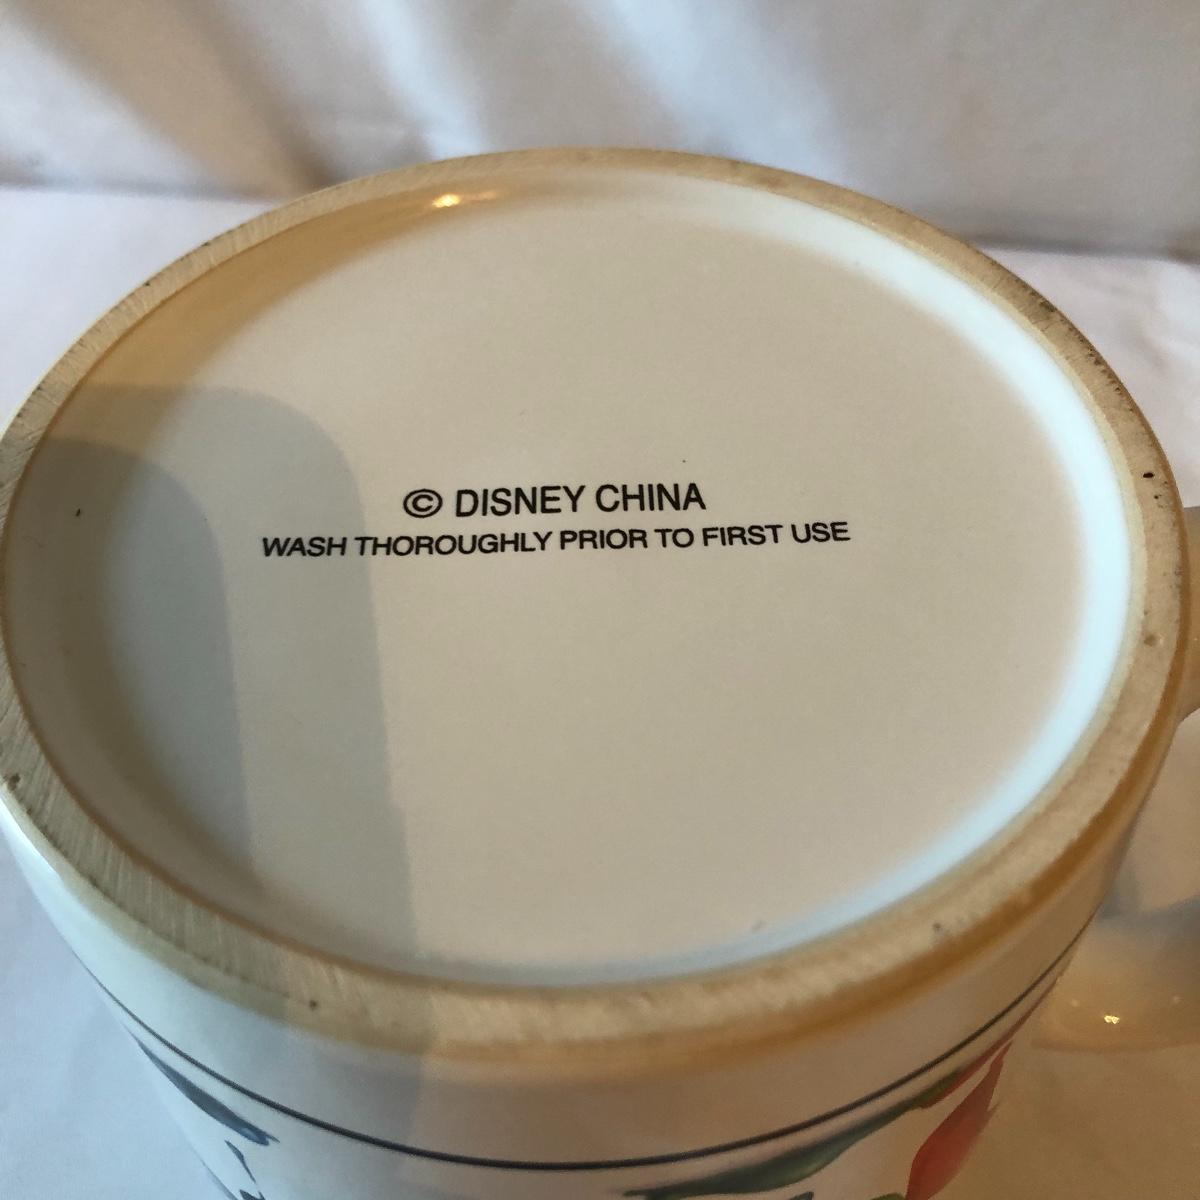 © DISNEY CHINA
WASH THOROUGHLY PRIOR TO FIRST USE